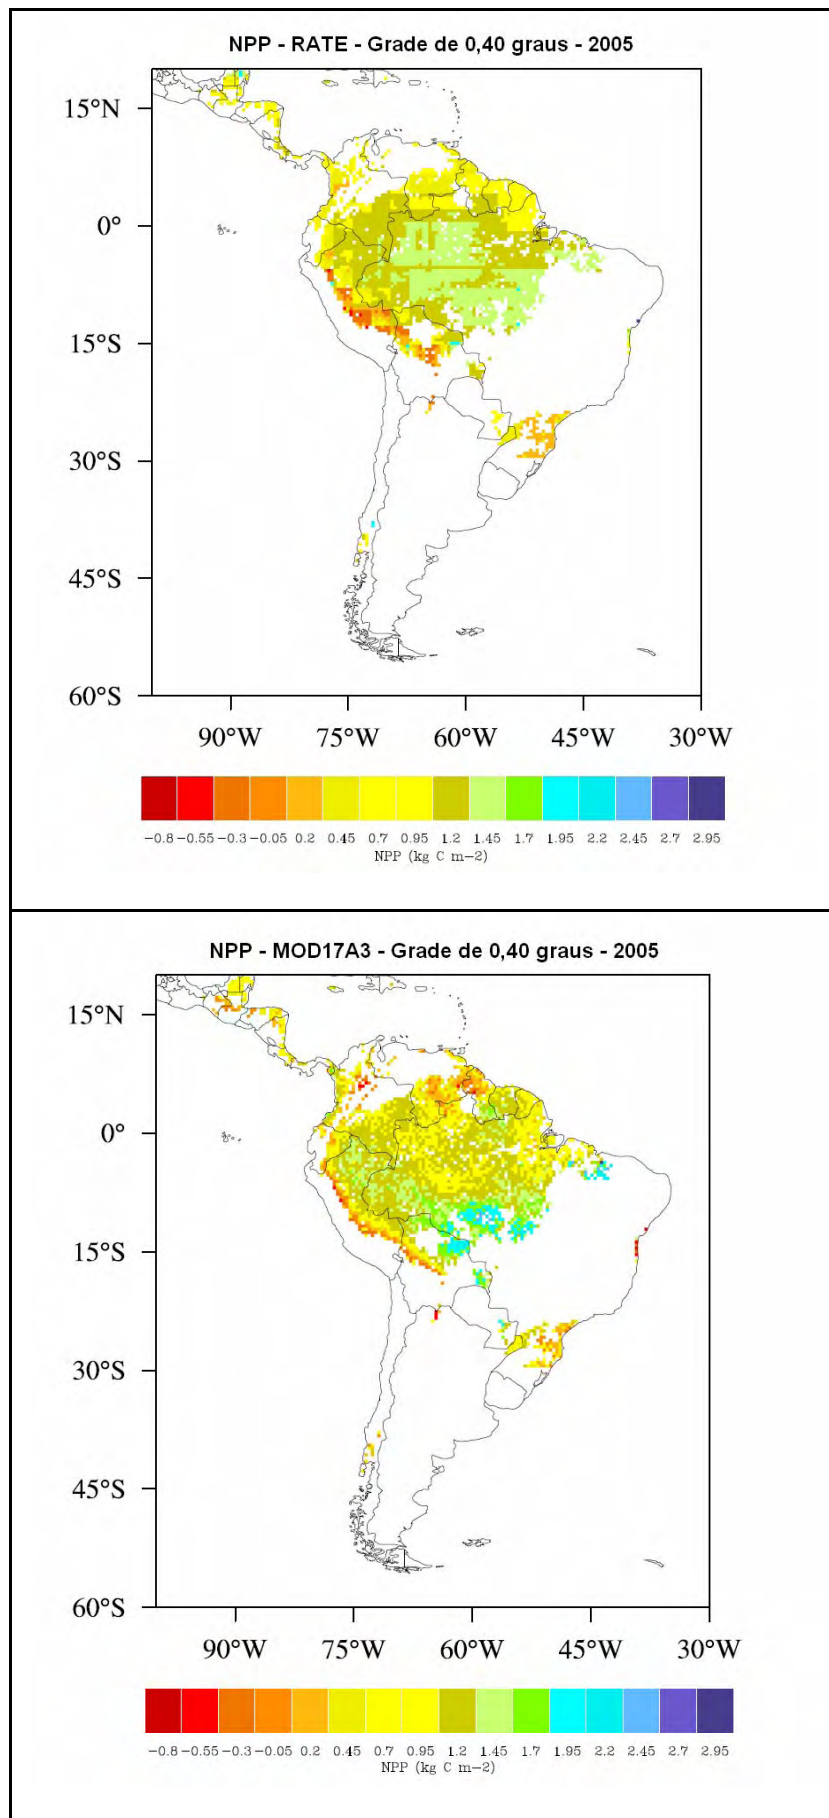 NPP - RATE - Grade de 0,40 graus - 2005
15°N
0°
15°S
30°S
45°S
60°S
90°W 75°W 60°W 45°W 30°W
−0.8 −0.55 −0.3 −0.05 0.2 0.45 0.7 0.95 1.2 1.45 1.7 1.95 2.2 2.45 2.7 2.95
NPP (kg C m−2)
NPP - MOD17A3 - Grade de 0,40 graus - 2005
15°N
0°
15°S
30°S
45°S
60°S
90°W 75°W 60°W 45°W 30°W
−0.8 −0.55 −0.3 −0.05 0.2 0.45 0.7 0.95 1.2 1.45 1.7 1.95 2.2 2.45 2.7 2.95
NPP (kg C m−2)